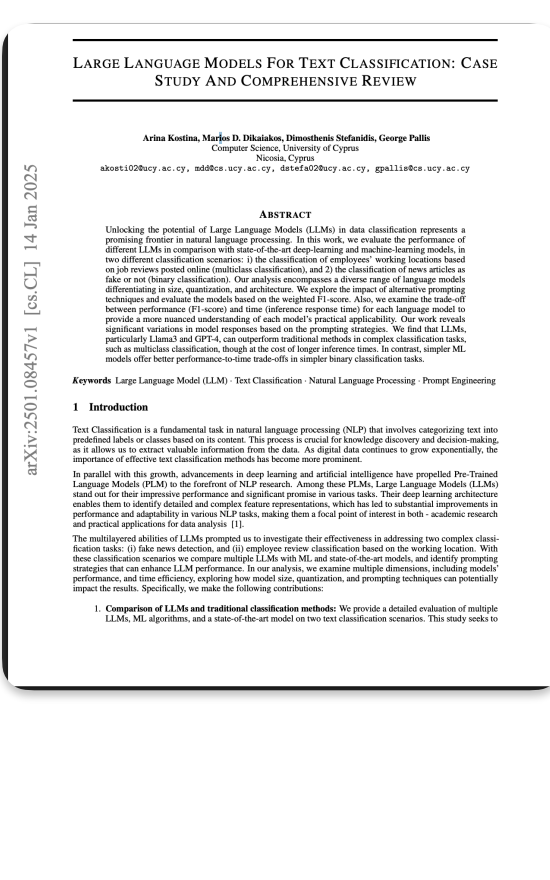 LARGE LANGUAGE MODELS FOR TEXT CLASSIFICATION: CASE
STUDY AND COMPREHENSIVE REVIEW
Arina Kostina, Marios D. Dikaiakos, Dimosthenis Stefanidis, George Pallis
Computer Science, University of Cyprus
Nicosia, Cyprus
akosti02@ucy.ac.cy, mdd@cs.ucy.ac.cy, dstefa02@ucy.ac.cy, gpallis@cs.ucy.ac.cy
arXiv:2501.08457v1 [cs.CL] 14 Jan 2025
ABSTRACT
Unlocking the potential of Large Language Models (LLMs) in data classification represents a
promising frontier in natural language processing. In this work, we evaluate the performance of
different LLMs in comparison with state-of-the-art deep-learning and machine-learning models, in
two different classification scenarios: i) the classification of employees' working locations based
on job reviews posted online (multiclass classification), and 2) the classification of news articles as
fake or not (binary classification). Our analysis encompasses a diverse range of language models
differentiating in size, quantization, and architecture. We explore the impact of alternative prompting
techniques and evaluate the models based on the weighted F1-score. Also, we examine the trade-off
between performance (F1-score) and time (inference response time) for each language model to
provide a more nuanced understanding of each model's practical applicability. Our work reveals
significant variations in model responses based on the prompting strategies. We find that LLMs,
particularly Llama3 and GPT-4, can outperform traditional methods in complex classification tasks,
such as multiclass classification, though at the cost of longer inference times. In contrast, simpler ML
models offer better performance-to-time trade-offs in simpler binary classification tasks.
Keywords Large Language Model (LLM) · Text Classification · Natural Language Processing · Prompt Engineering
1 Introduction
Text Classification is a fundamental task in natural language processing (NLP) that involves categorizing text into
predefined labels or classes based on its content. This process is crucial for knowledge discovery and decision-making,
as it allows us to extract valuable information from the data. As digital data continues to grow exponentially, the
importance of effective text classification methods has become more prominent.
In parallel with this growth, advancements in deep learning and artificial intelligence have propelled Pre-Trained
Language Models (PLM) to the forefront of NLP research. Among these PLMs, Large Language Models (LLMs)
stand out for their impressive performance and significant promise in various tasks. Their deep learning architecture
enables them to identify detailed and complex feature representations, which has led to substantial improvements in
performance and adaptability in various NLP tasks, making them a focal point of interest in both - academic research
and practical applications for data analysis [1].
The multilayered abilities of LLMs prompted us to investigate their effectiveness in addressing two complex classi-
fication tasks: (i) fake news detection, and (ii) employee review classification based on the working location. With
these classification scenarios we compare multiple LLMs with ML and state-of-the-art models, and identify prompting
strategies that can enhance LLM performance. In our analysis, we examine multiple dimensions, including models'
performance, and time efficiency, exploring how model size, quantization, and prompting techniques can potentially
impact the results. Specifically, we make the following contributions:
1. Comparison of LLMs and traditional classification methods: We provide a detailed evaluation of multiple
LLMs, ML algorithms, and a state-of-the-art model on two text classification scenarios. This study seeks to